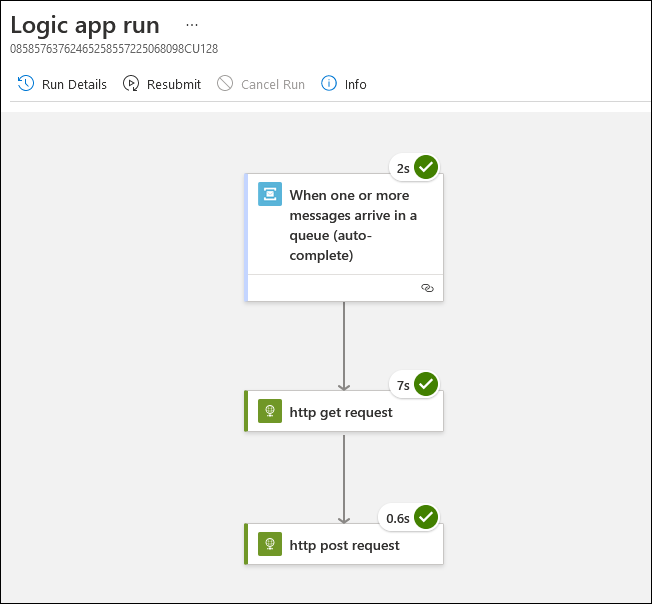 Logic app run ...
08585763762465258557225068098CU128
Run Details Resubmit Cancel Run Info
2s
When one or more
messages arrive in a
queue (auto-
complete)
7s
http get request
0.6s
http post request